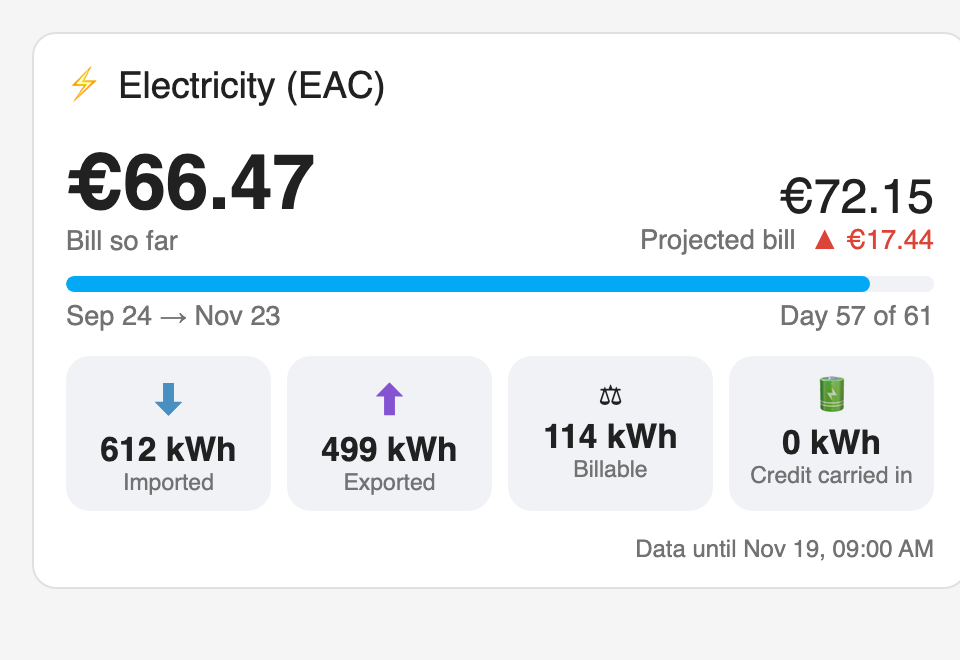 ⚡ Electricity (EAC)
€66.47
€72.15
Bill so far
Projected bill ▲ €17.44
Sep 24 → Nov 23
Day 57 of 61
612 kWh
Imported
499 kWh
Exported
114 kWh
Billable
0 kWh
Credit carried in
Data until Nov 19, 09:00 AM